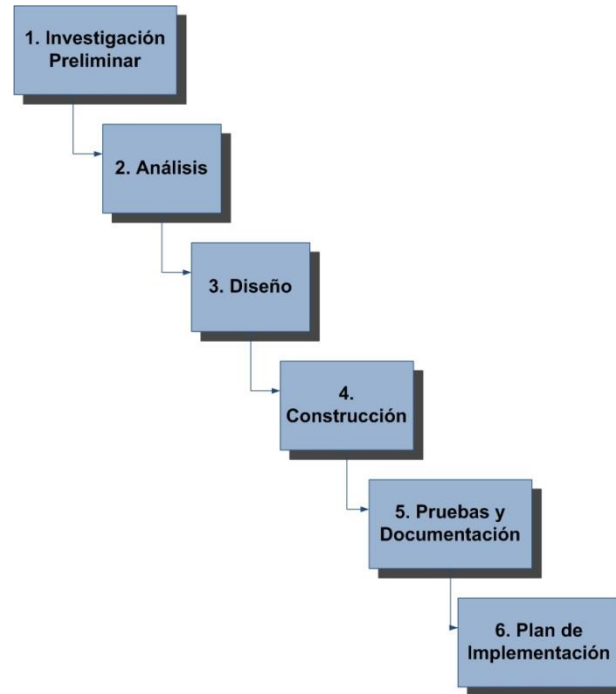 1. Investigación
Preliminar
2. Análisis
3. Diseño
4.
Construcción
5. Pruebas y
Documentación
6. Plan de
Implementación